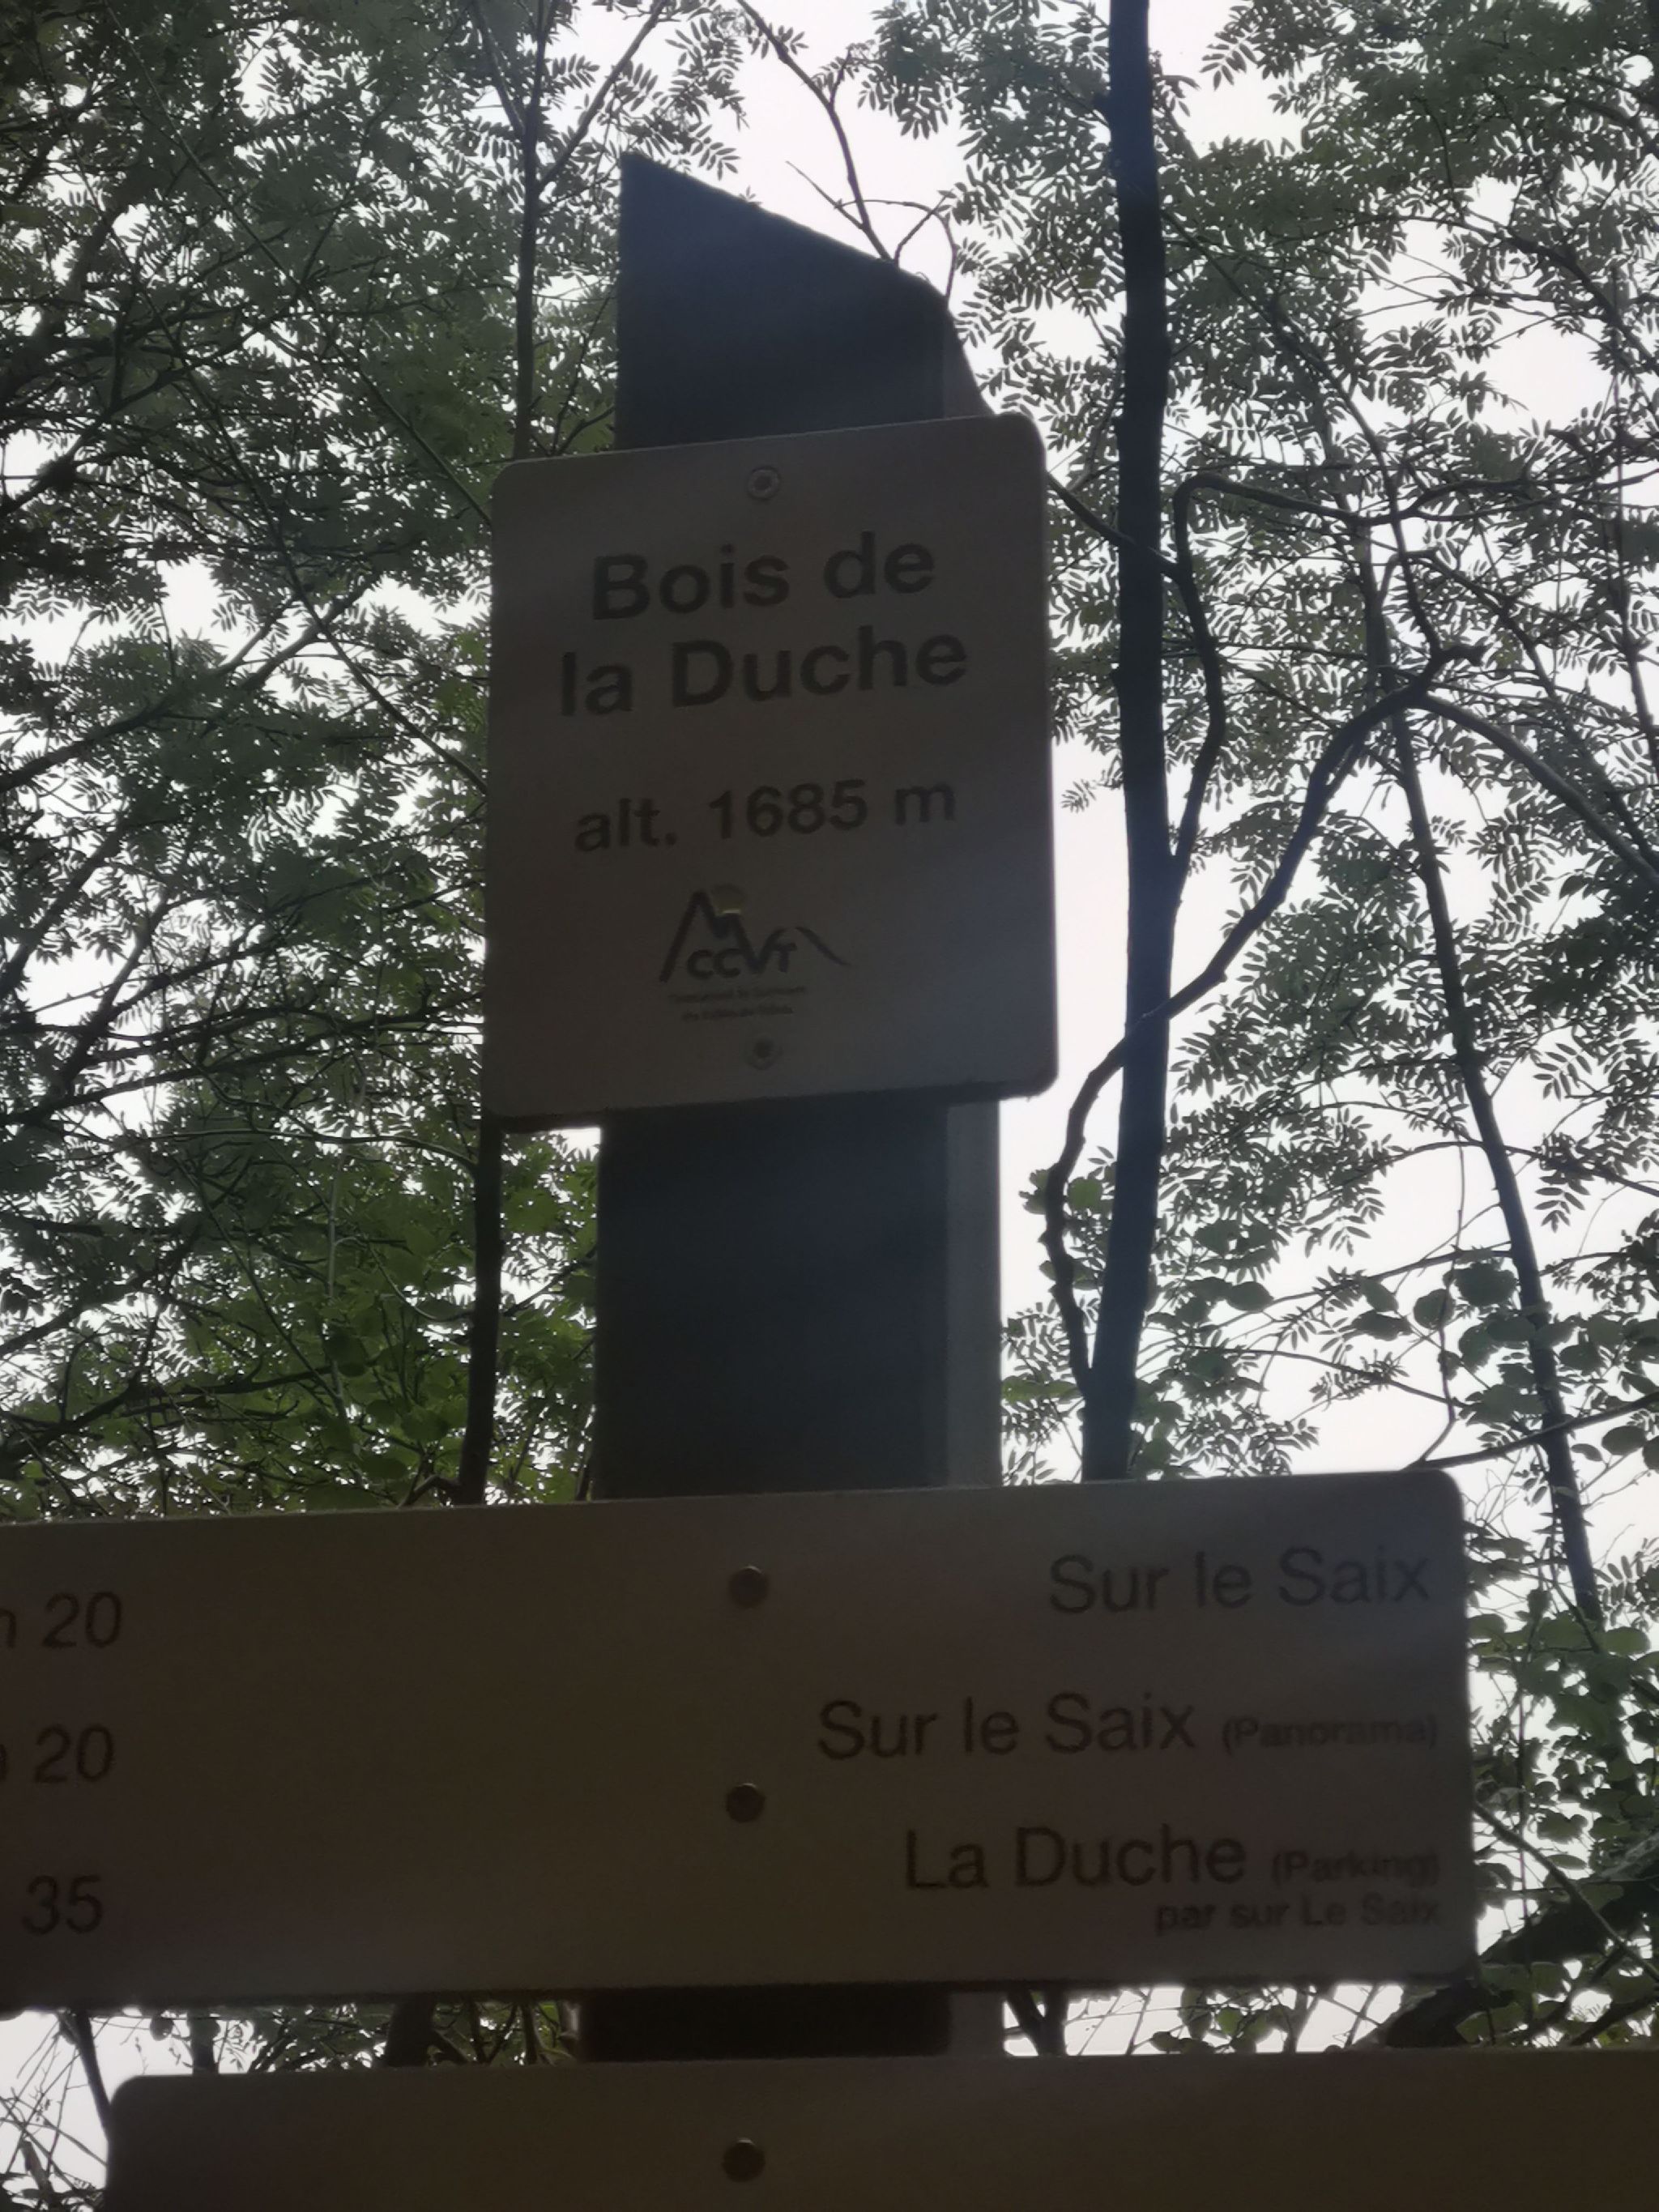 Bois de
la Duche
alt. 1685 m
CCVT
Sur le Saix
20
Sur le Saix (Panorama)
20
La Duche (Parking)
35
par sur Le Saix